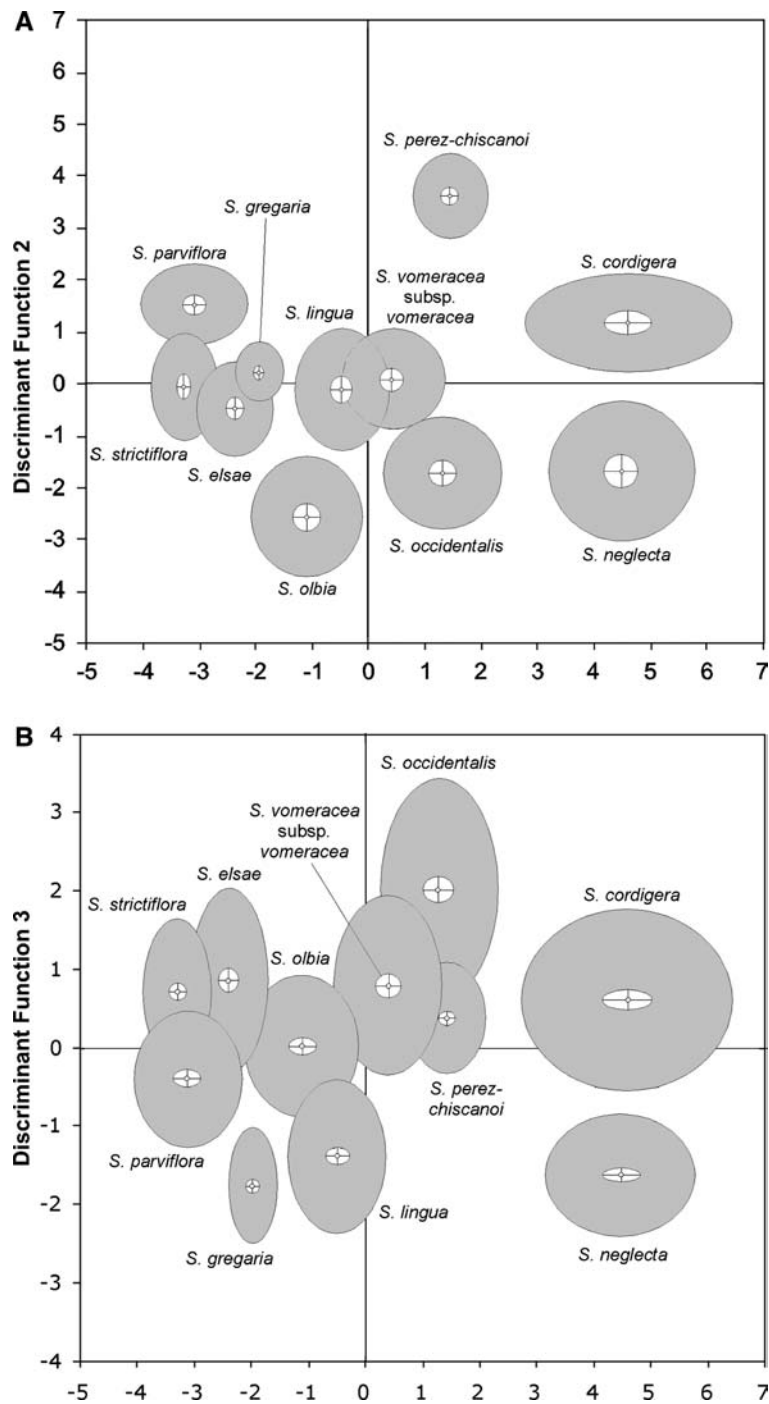 A
7
6
5
4
3
2
1
0
-1
-2
-3
-4
-5
Discriminant Function 2
S. perez-chiscanoi
S. gregaria
S. parviflora
S. cordigera
S. vomeracea
subsp.
vomeracea
S. lingua
S. strictiflora
S. elsae
S. occidentalis
S. neglecta
S. olbia
-5 -4 -3 -2 -1 0 1 2 3 4 5 6 7
B
4
3
2
1
0
-1
-2
-3
-4
Discriminant Function 3
S. occidentalis
S. vomeracea
subsp.
vomeracea
S. elsae
S. cordigera
S. strictiflora
S. olbia
S. perez-
chiscanoi
S. parviflora
S. lingua
S. gregaria
S. neglecta
-5 -4 -3 -2 -1 0 1 2 3 4 5 6 7